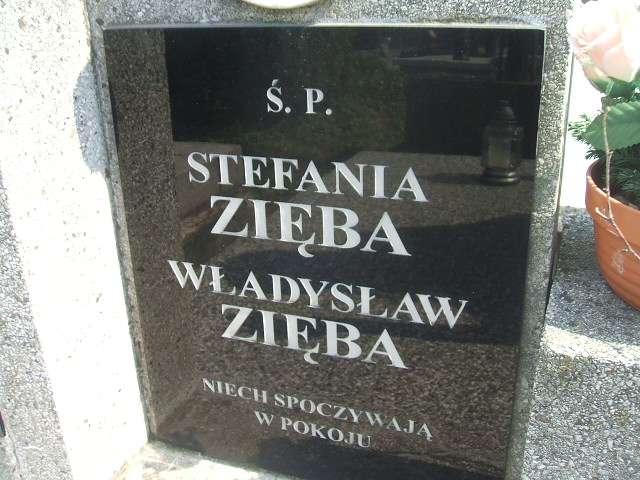 Ś. P.
STEFANIA
ZIĘBA
WŁADYSŁAW
ZIĘBA
NIECH SPOCZYWAJĄ
W POKOJU